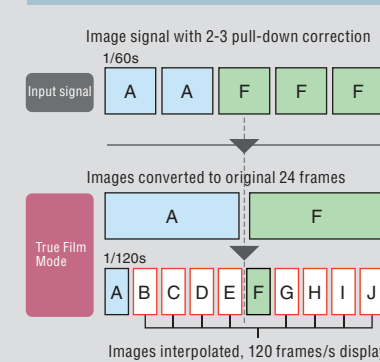 Image signal with 2-3 pull-down correction
1/60s
Input signal
A A F F F
Images converted to original 24 frames
A F
True Film
Mode
1/120s
A B C D E F G H I J
Images interpolated, 120 frames/s display